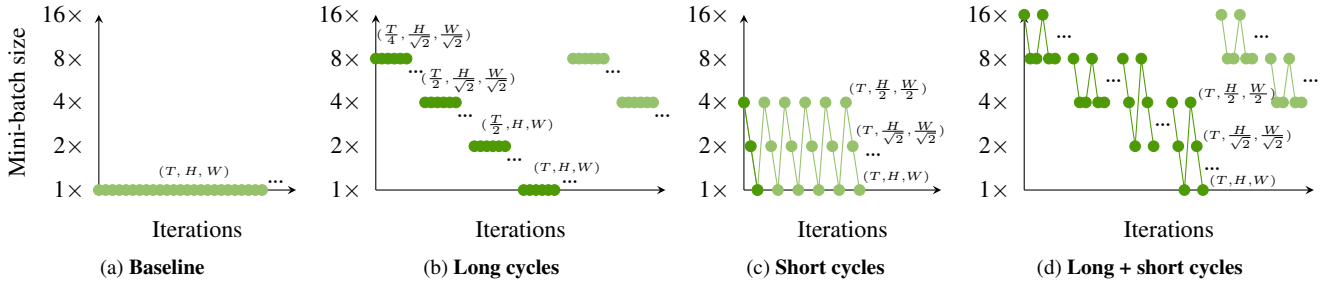 Mini-batch size
16×
8×
4×
2×
1×
(T, H, W)
...
Iterations
(a) Baseline
16×
8×
4×
2×
1×
(T/4, H/√2, W/√2)
...
(T/2, H/√2, W/√2)
...
(T/2, H, W)
...
(T, H, W)
...
...
...
Iterations
(b) Long cycles
16×
8×
4×
2×
1×
(T, H/2, W/2)
(T, H/√2, W/√2)
...
(T, H, W)
Iterations
(c) Short cycles
16×
8×
4×
2×
1×
...
...
...
...
...
...
(T, H/2, W/2)
(T, H/√2, W/√2)
(T, H, W)
Iterations
(d) Long + short cycles